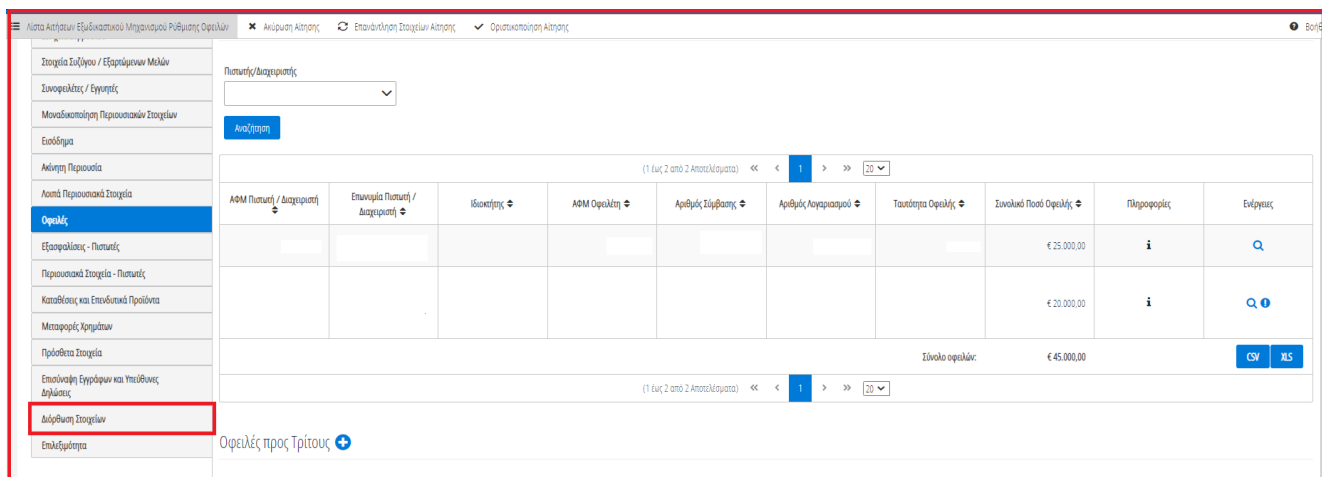 Λίστα Αιτήσεων Εξωδικαστικού Μηχανισμού Ρύθμισης Οφειλών ✖ Ακύρωση Αίτησης Επανάντληση Στοιχείων Αίτησης ✔ Οριστικοποίηση Αίτησης Βοήθ
Στοιχεία Συζύγου / Εξαρτώμενων Μελών
Συνοφειλέτες / Εγγυητές
Μοναδικοποίηση Περιουσιακών Στοιχείων
Εισόδημα
Ακίνητη Περιουσία
Λοιπά Περιουσιακά Στοιχεία
Οφειλές
Εξασφαλίσεις - Πιστωτές
Περιουσιακά Στοιχεία - Πιστωτές
Καταθέσεις και Επενδυτικά Προϊόντα
Μεταφορές Χρημάτων
Πρόσθετα Στοιχεία
Επισύναψη Εγγράφων και Υπεύθυνες
Δηλώσεις
Διόρθωση Στοιχείων
Επιλεξιμότητα
Πιστωτής/Διαχειριστής
Αναζήτηση
(1 έως 2 από 2 Αποτελέσματα) « < 1 > » 20
ΑΦΜ Πιστωτή / Διαχειριστή Επωνυμία Πιστωτή / Διαχειριστή Ιδιοκτήτης ΑΦΜ Οφειλέτη Αριθμός Σύμβασης Αριθμός Λογαριασμού Ταυτότητα Οφειλής Συνολικό Ποσό Οφειλής Πληροφορίες Ενέργειες
€ 25.000,00 i
€ 20.000,00 i
Σύνολο οφειλών: € 45.000,00 CSV XLS
(1 έως 2 από 2 Αποτελέσματα) « < 1 > » 20
Οφειλές προς Τρίτους